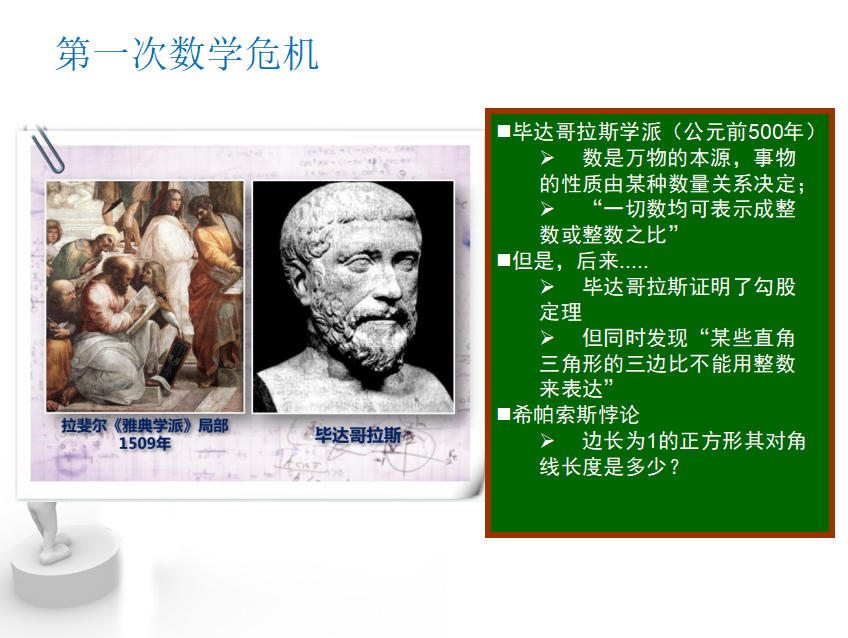 第一次数学危机
拉斐尔《雅典学派》局部
1509年
毕达哥拉斯
■毕达哥拉斯学派（公元前500年）
➢ 数是万物的本源，事物
的性质由某种数量关系决定；
➢ “一切数均可表示成整
数或整数之比”
■但是，后来.....
➢ 毕达哥拉斯证明了勾股
定理
➢ 但同时发现“某些直角
三角形的三边比不能用整数
来表达”
■希帕索斯悖论
➢ 边长为1的正方形其对角
线长度是多少？